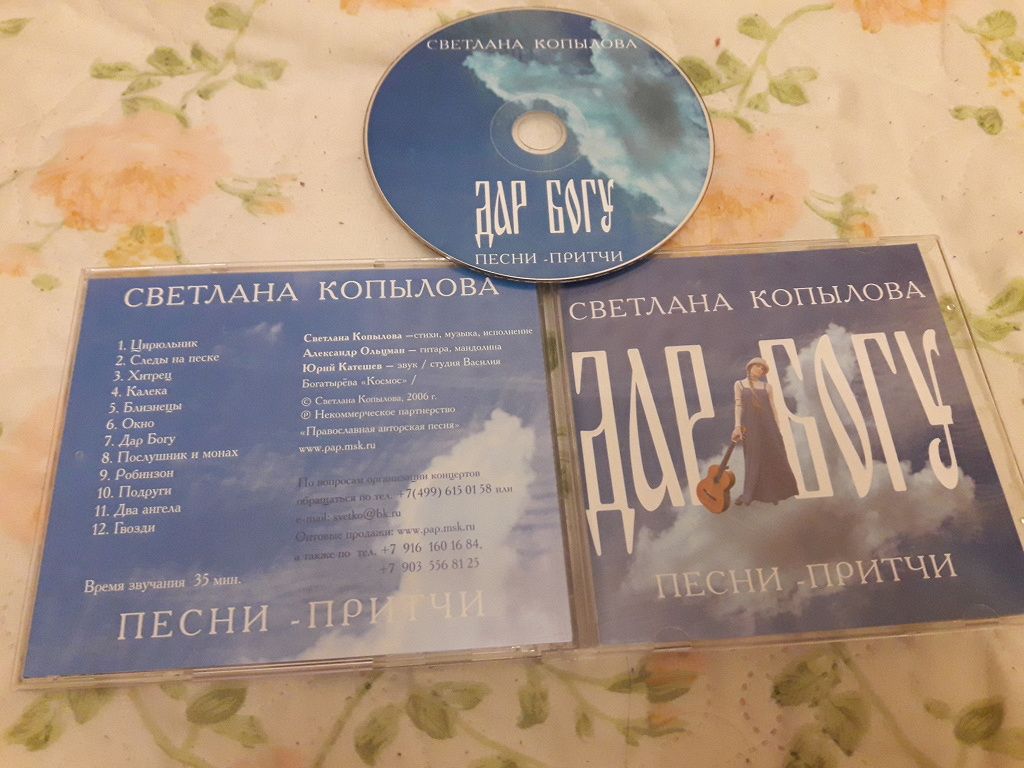 СВЕТЛАНА КОПЫЛОВА
ДАР БОГУ
ПЕСНИ - ПРИТЧИ
СВЕТЛАНА КОПЫЛОВА
1. Цирюльник
2. Следы на песке
3. Хитрец
4. Калека
5. Близнецы
6. Окно
7. Дар Богу
8. Послушник и монах
9. Робинзон
10. Подруги
11. Два ангела
12. Гвозди
Время звучания 35 мин.
Светлана Копылова —стихи, музыка, исполнение
Александр Ольцман — гитара, мандолина
Юрий Катешев — звук / студия Василия
Богатырёва «Космос» /
© Светлана Копылова, 2006 г.
℗ Некоммерческое партнерство
«Православная авторская песня»
www.pap.msk.ru
По вопросам организации концертов
обращаться по тел. +7(499) 615 01 58 или
e-mail: svetko@bk.ru
Оптовые продажи: www.pap.msk.ru
а также по тел. +7 916 160 16 84,
+7 903 556 81 25
ПЕСНИ - ПРИТЧИ
СВЕТЛАНА КОПЫЛОВА
ДАР БОГУ
ПЕСНИ - ПРИТЧИ